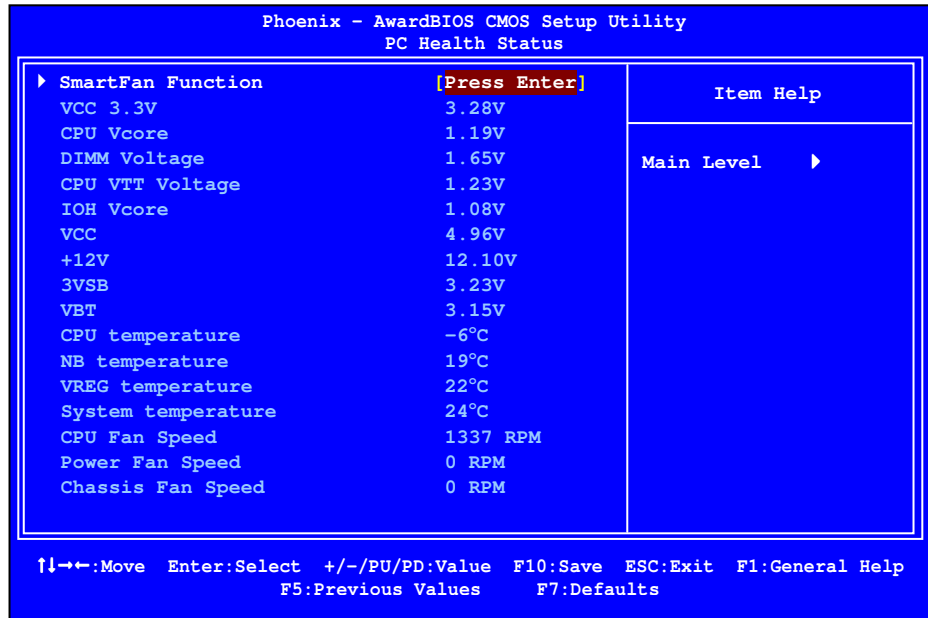 Phoenix – AwardBIOS CMOS Setup Utility
PC Health Status
SmartFan Function [Press Enter]
VCC 3.3V 3.28V
CPU Vcore 1.19V
DIMM Voltage 1.65V
CPU VTT Voltage 1.23V
IOH Vcore 1.08V
VCC 4.96V
+12V 12.10V
3VSB 3.23V
VBT 3.15V
CPU temperature –6°C
NB temperature 19°C
VREG temperature 22°C
System temperature 24°C
CPU Fan Speed 1337 RPM
Power Fan Speed 0 RPM
Chassis Fan Speed 0 RPM
Item Help
Main Level
↑↓→←:Move Enter:Select +/-/PU/PD:Value F10:Save ESC:Exit F1:General Help
F5:Previous Values F7:Defaults